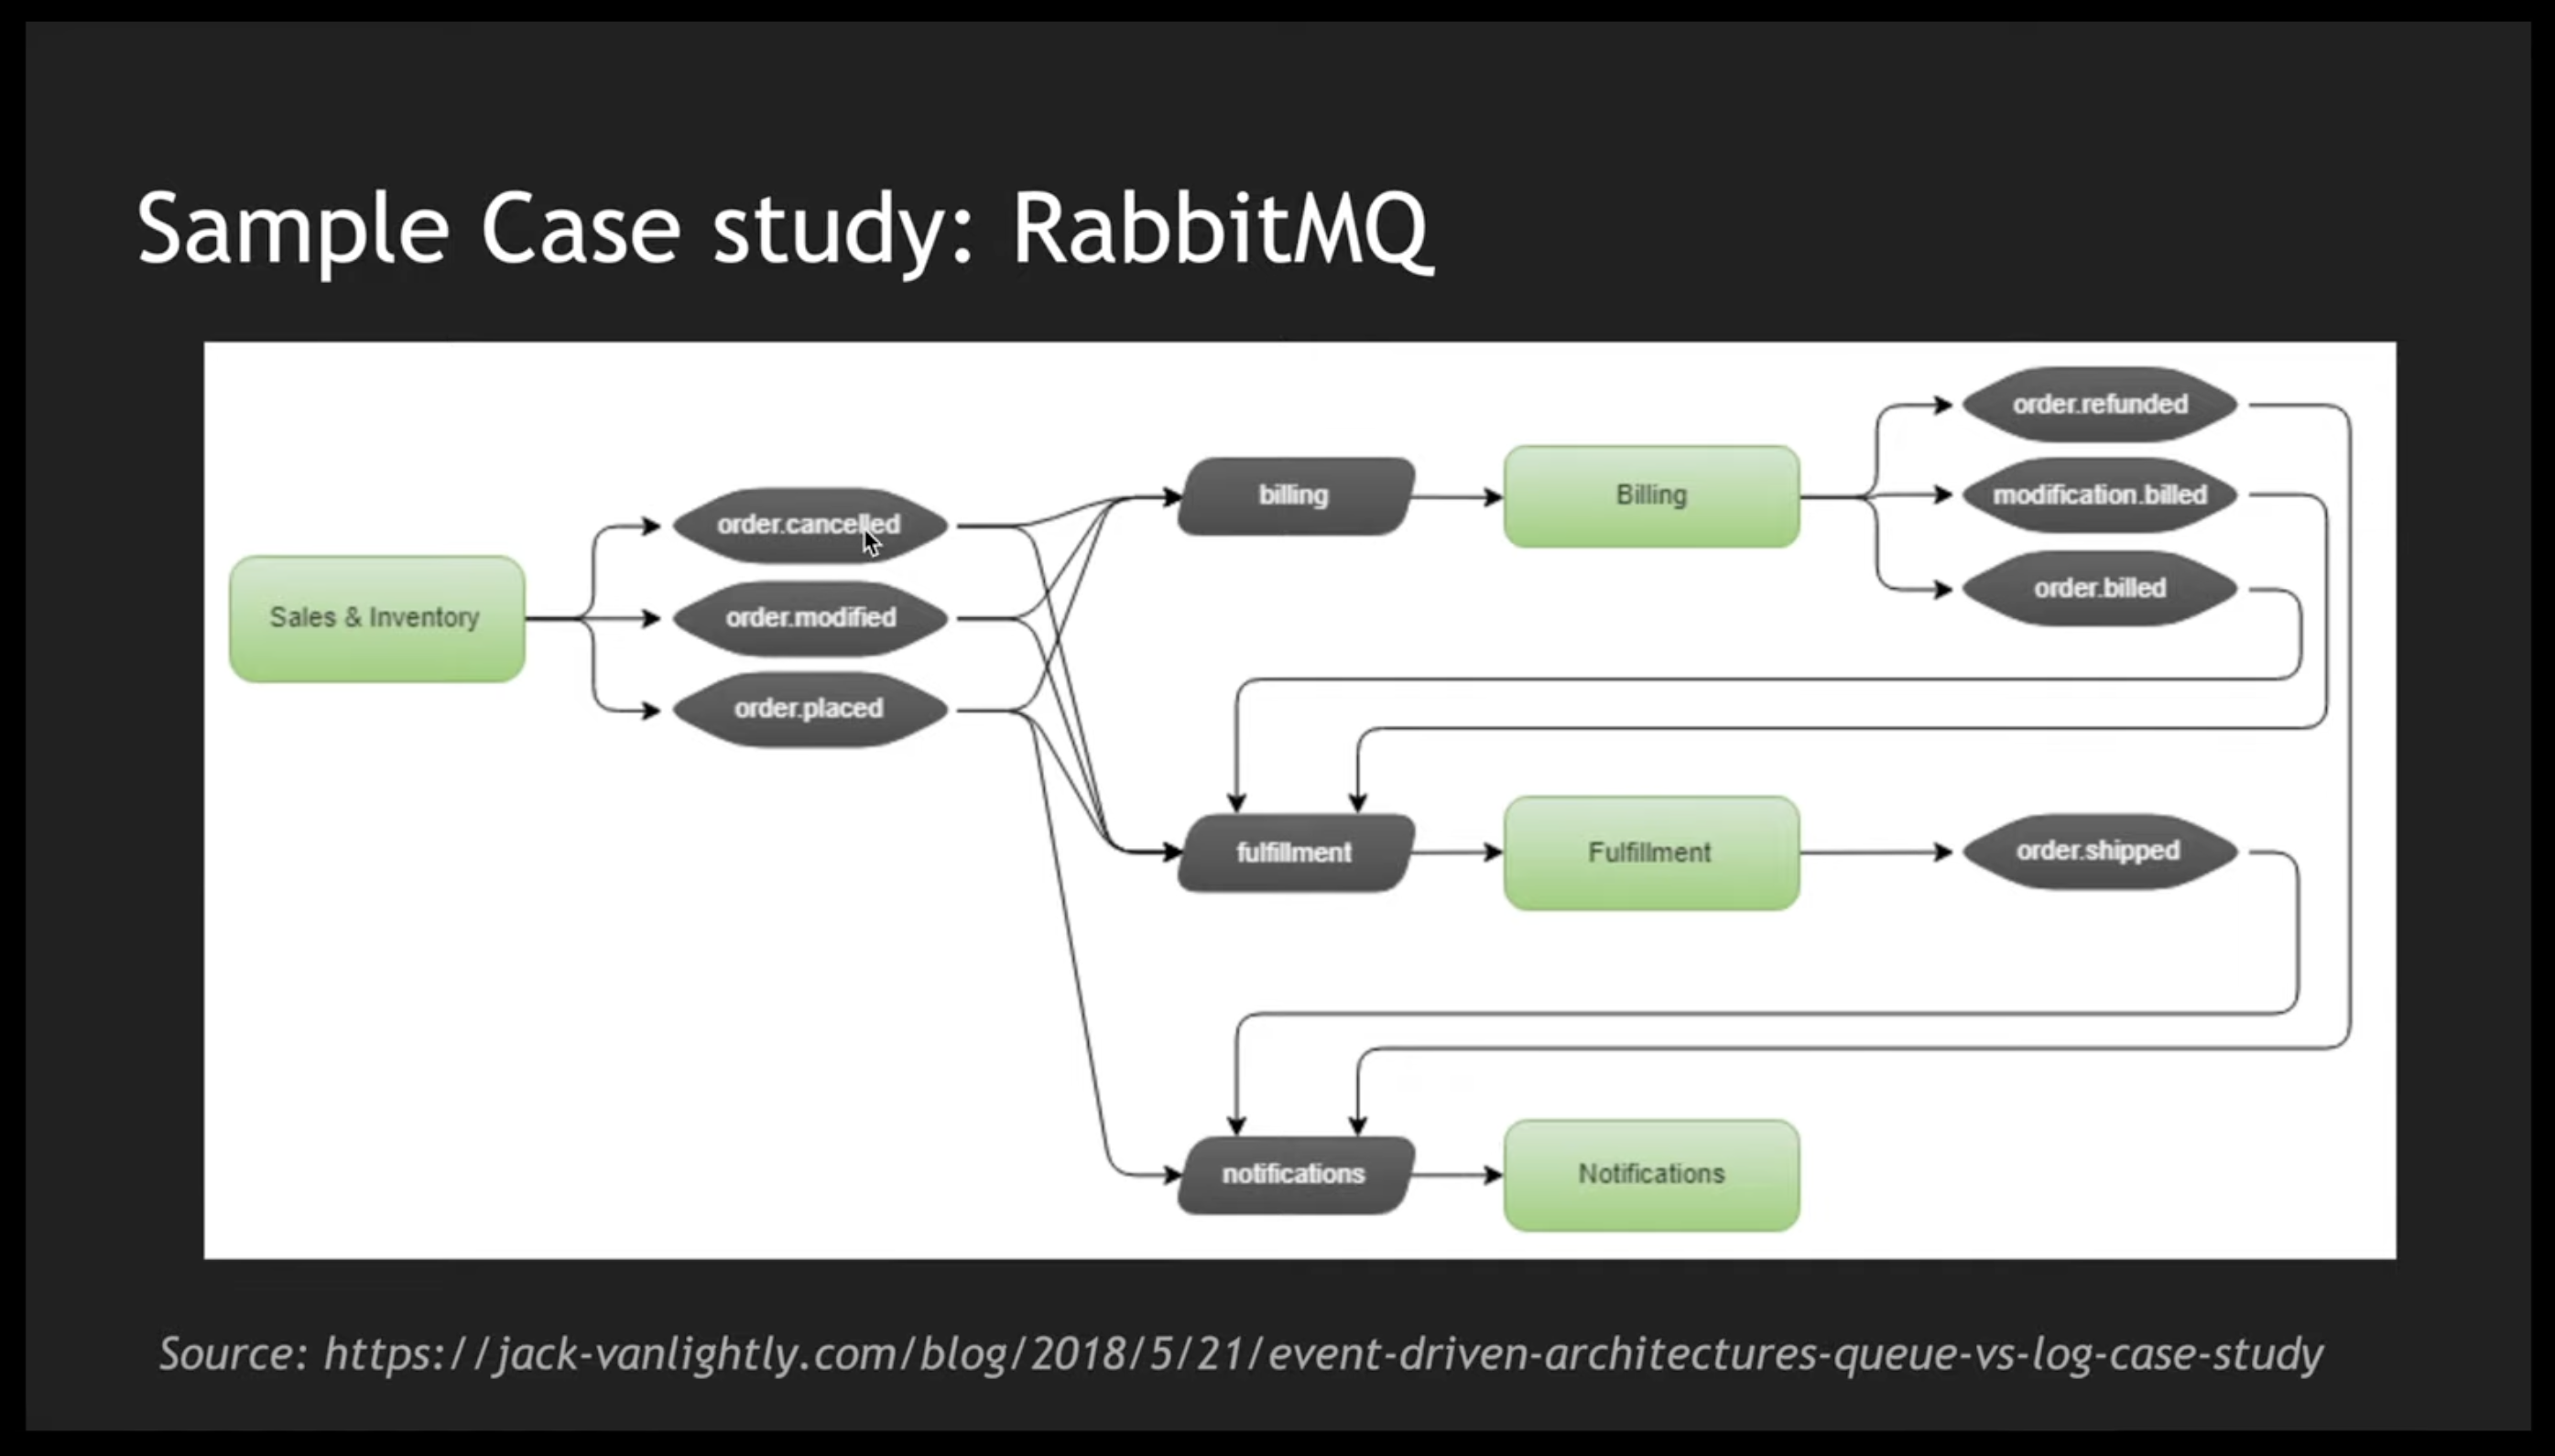 Sample Case study: RabbitMQ
Sales & Inventory
order.cancelled
order.modified
order.placed
billing
Billing
order.refunded
modification.billed
order.billed
fulfillment
Fulfillment
order.shipped
notifications
Notifications
Source: https://jack-vanlightly.com/blog/2018/5/21/event-driven-architectures-queue-vs-log-case-study